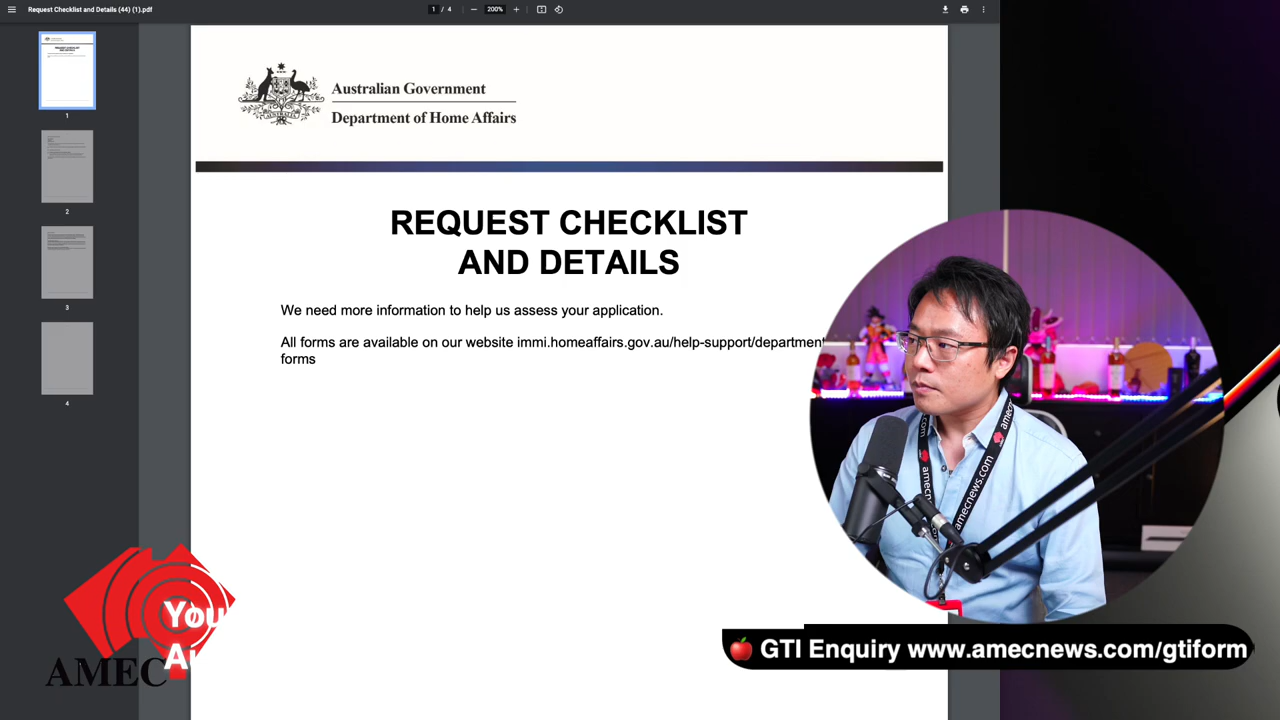 Request Checklist and Details (44) (1).pdf
1 / 4
200%
Australian Government
Department of Home Affairs
REQUEST CHECKLIST
AND DETAILS
We need more information to help us assess your application.
All forms are available on our website immi.homeaffairs.gov.au/help-support/department
forms
1
2
3
4
amecnews.com
amecnews.com
You
AMEC
🍎 GTI Enquiry www.amecnews.com/gtiform